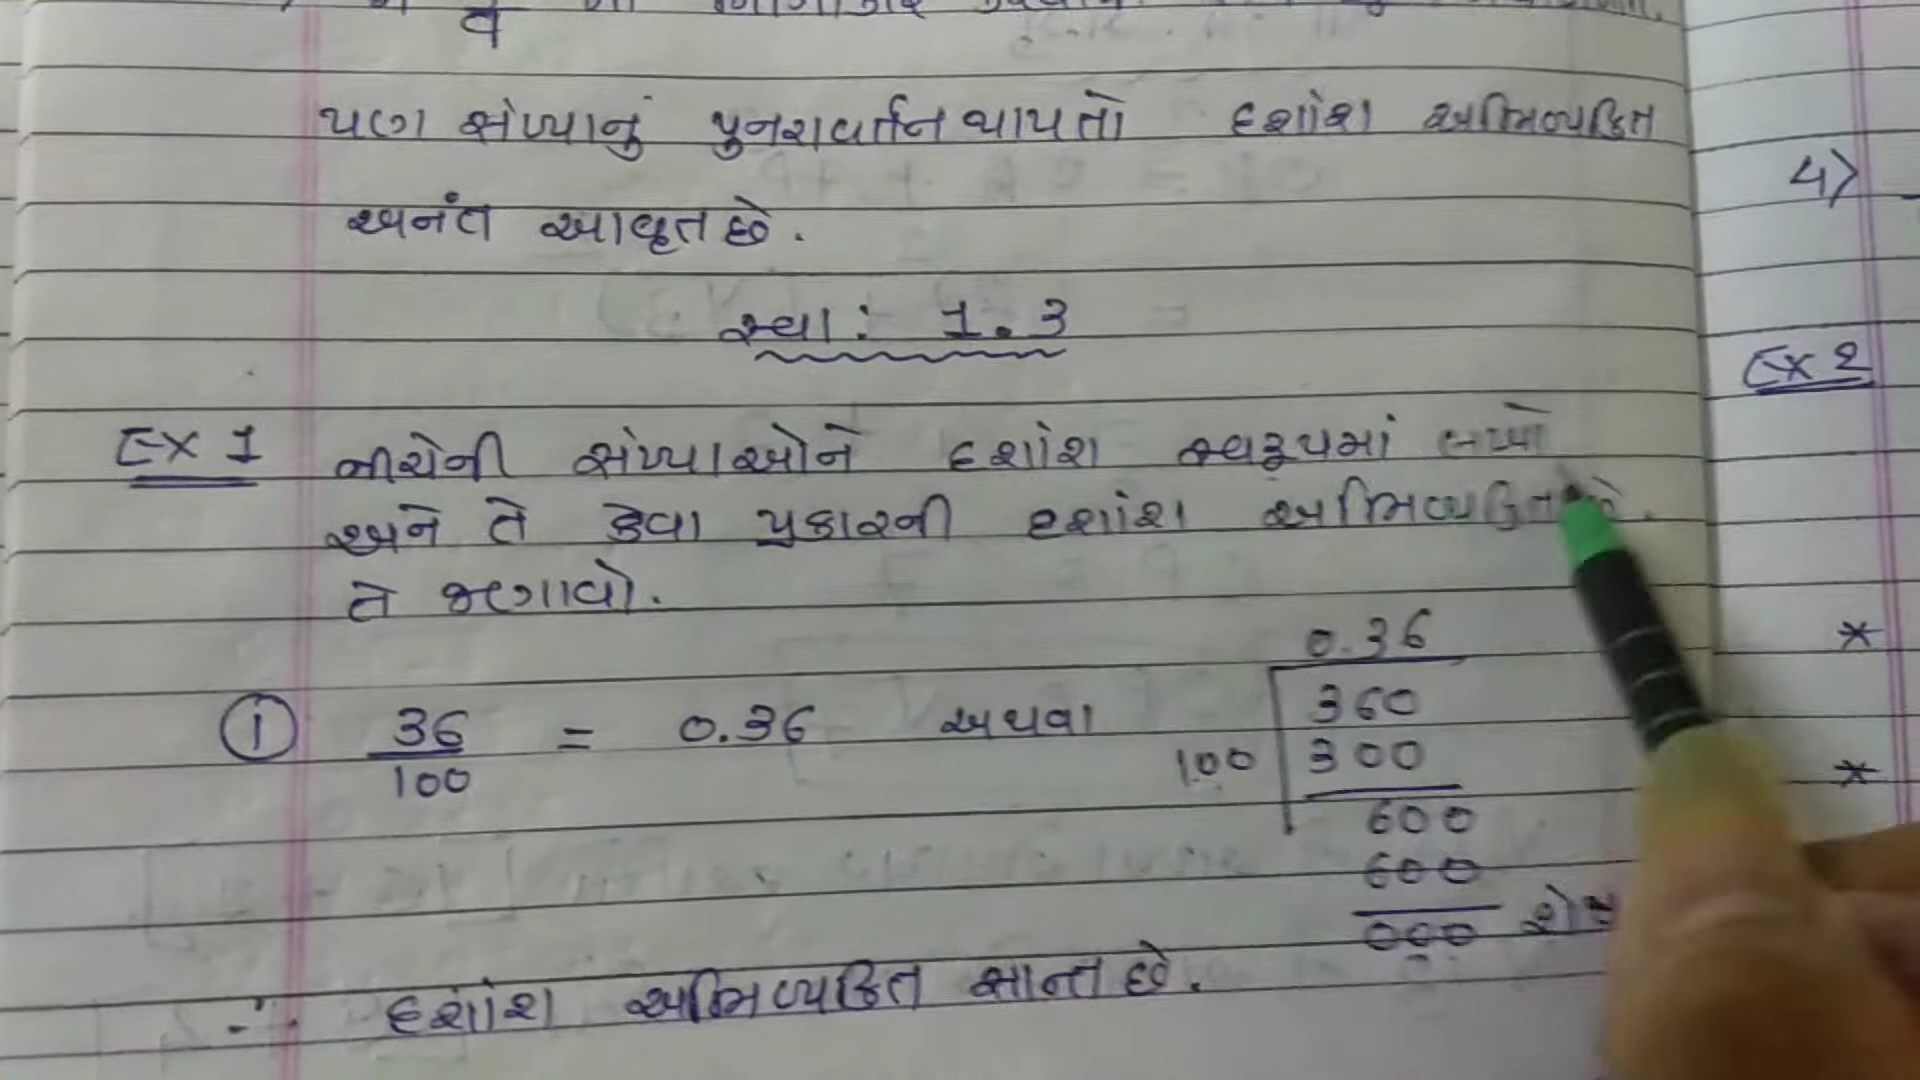 પણ સંખ્યાનું પુનરાવર્તન થાય તો દશાંશ અભિવ્યક્તિ
અનંત આવૃત છે.
સ્વા: 1.3
Ex 1 નીચેની સંખ્યાઓને દશાંશ સ્વરૂપમાં લખો
અને તે કેવા પ્રકારની દશાંશ અભિવ્યક્તિ છે.
તે જણાવો.
① 36/100 = 0.36 અથવા
0.36
360
100 300
600
600
000 શેષ
∴ દશાંશ અભિવ્યક્તિ સાન્ત છે.
4)
Ex 2
*
*